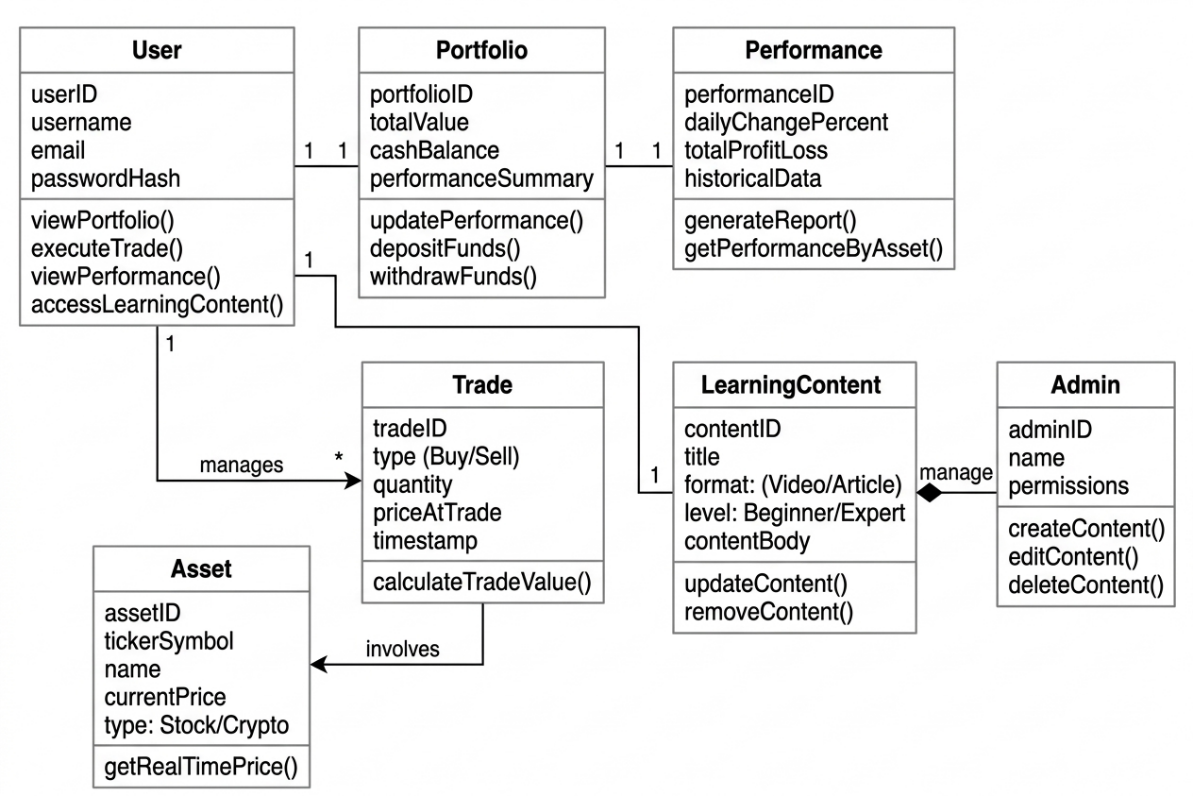 User
userID
username
email
passwordHash
viewPortfolio()
executeTrade()
viewPerformance()
accessLearningContent()
1 1
Portfolio
portfolioID
totalValue
cashBalance
performanceSummary
updatePerformance()
depositFunds()
withdrawFunds()
1 1
Performance
performanceID
dailyChangePercent
totalProfitLoss
historicalData
generateReport()
getPerformanceByAsset()
1
1
1
manages
*
Trade
tradeID
type (Buy/Sell)
quantity
priceAtTrade
timestamp
calculateTradeValue()
LearningContent
contentID
title
format: (Video/Article)
level: Beginner/Expert
contentBody
updateContent()
removeContent()
manage
Admin
adminID
name
permissions
createContent()
editContent()
deleteContent()
Asset
assetID
tickerSymbol
name
currentPrice
type: Stock/Crypto
getRealTimePrice()
involves